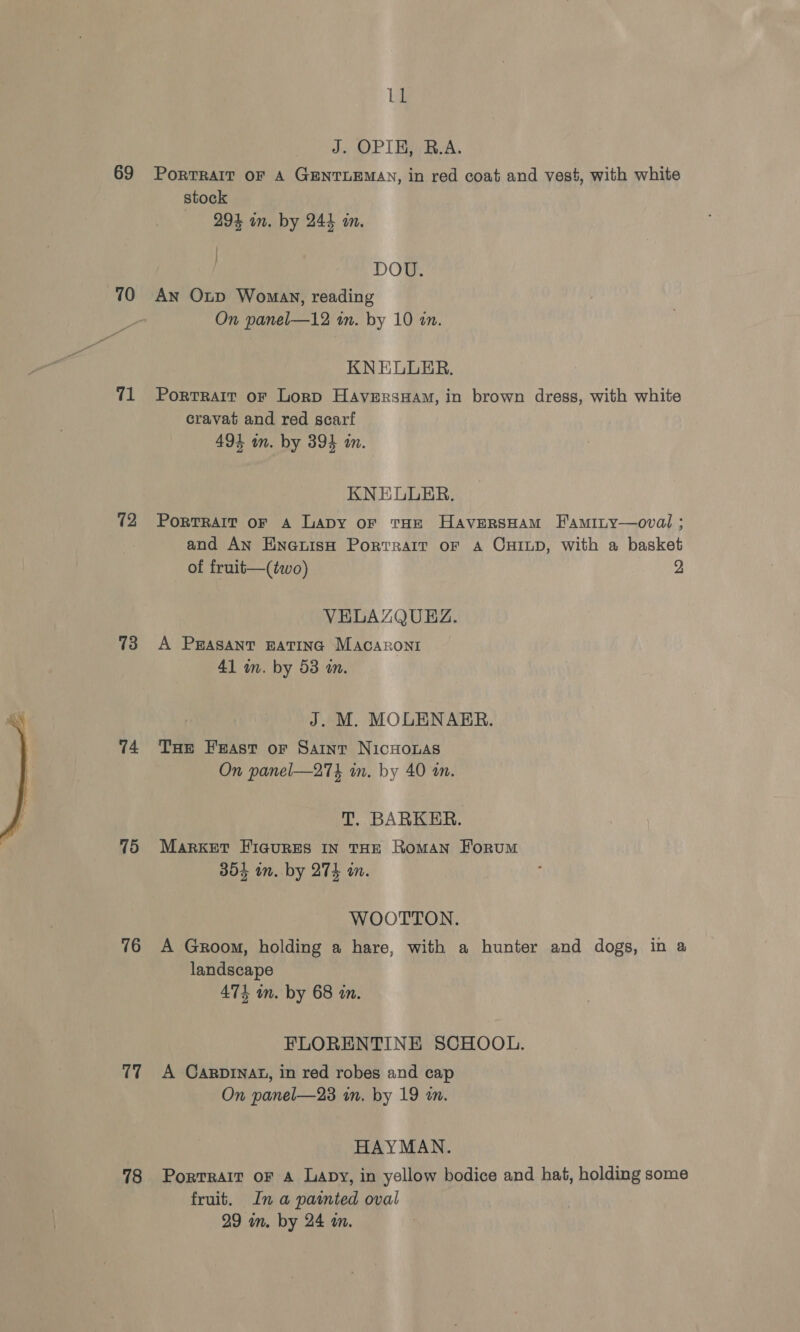 11
J. OPIE, R.A.
69 PORTRAIT OF A GENTLEMAN, in red coat and vest, with white
stock
29½ in. by 24½ in.
DOU.
70 AN OLD WOMAN, reading
On panel—12 in. by 10 in.
KNELLER.
71 PORTRAIT OF LORD HAVERSHAM, in brown dress, with white
cravat and red scarf
49½ in. by 39½ in.
KNELLER.
72 PORTRAIT OF A LADY OF THE HAVERSHAM FAMILY—oval ;
and AN ENGLISH PORTRAIT OF A CHILD, with a basket
of fruit—(two) 2
VELAZQUEZ.
73 A PEASANT EATING MACARONI
41 in. by 53 in.
J. M. MOLENAER.
74 THE FEAST OF SAINT NICHOLAS
On panel—27½ in. by 40 in.
T. BARKER.
75 MARKET FIGURES IN THE ROMAN FORUM
35½ in. by 27½ in.
WOOTTON.
76 A GROOM, holding a hare, with a hunter and dogs, in a
landscape
47½ in. by 68 in.
FLORENTINE SCHOOL.
77 A CARDINAL, in red robes and cap
On panel—23 in. by 19 in.
HAYMAN.
78 PORTRAIT OF A LADY, in yellow bodice and hat, holding some
fruit. In a painted oval
29 in. by 24 in.